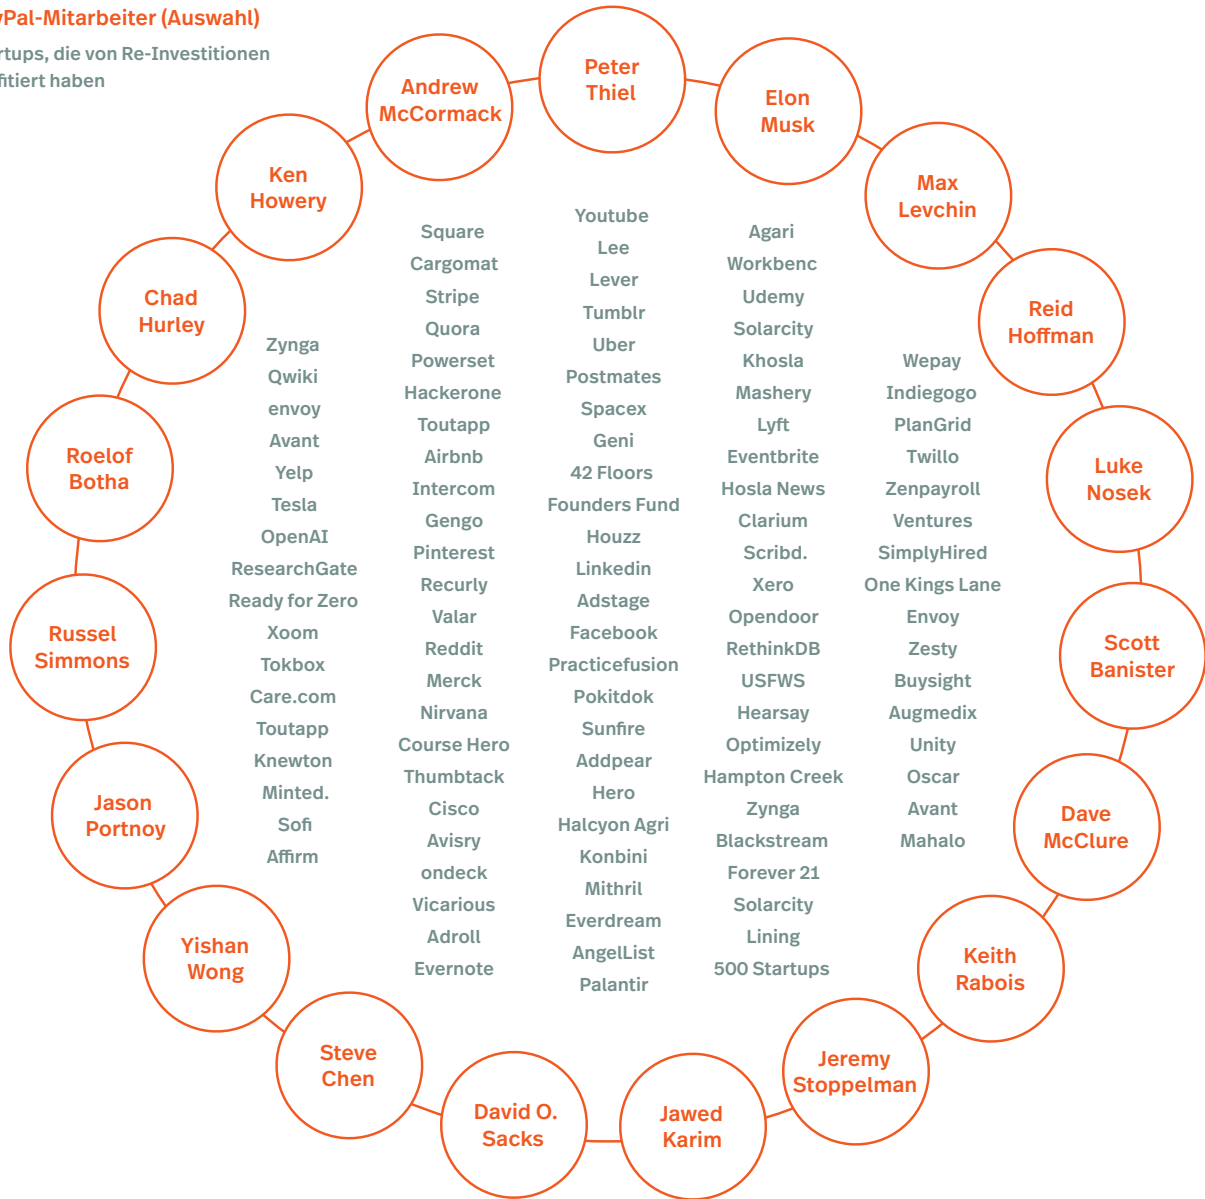 yPal-Mitarbeiter (Auswahl)
rtups, die von Re-Investitionen
fitiert haben
Peter
Thiel
Elon
Musk
Max
Levchin
Reid
Hoffman
Luke
Nosek
Scott
Banister
Dave
McClure
Keith
Rabois
Jeremy
Stoppelman
Jawed
Karim
David O.
Sacks
Steve
Chen
Yishan
Wong
Jason
Portnoy
Russel
Simmons
Roelof
Botha
Chad
Hurley
Ken
Howery
Andrew
McCormack
Zynga
Qwiki
envoy
Avant
Yelp
Tesla
OpenAI
ResearchGate
Ready for Zero
Xoom
Tokbox
Care.com
Toutapp
Knewton
Minted.
Sofi
Affirm
Square
Cargomat
Stripe
Quora
Powerset
Hackerone
Toutapp
Airbnb
Intercom
Gengo
Pinterest
Recurly
Valar
Reddit
Merck
Nirvana
Course Hero
Thumbtack
Cisco
Avisry
ondeck
Vicarious
Adroll
Evernote
Youtube
Lee
Lever
Tumblr
Uber
Postmates
Spacex
Geni
42 Floors
Founders Fund
Houzz
Linkedin
Adstage
Facebook
Practicefusion
Pokitdok
Sunfire
Addpear
Hero
Halcyon Agri
Konbini
Mithril
Everdream
AngelList
Palantir
Agari
Workbenc
Udemy
Solarcity
Khosla
Mashery
Lyft
Eventbrite
Hosla News
Clarium
Scribd.
Xero
Opendoor
RethinkDB
USFWS
Hearsay
Optimizely
Hampton Creek
Zynga
Blackstream
Forever 21
Solarcity
Lining
500 Startups
Wepay
Indiegogo
PlanGrid
Twillo
Zenpayroll
Ventures
SimplyHired
One Kings Lane
Envoy
Zesty
Buysight
Augmedix
Unity
Oscar
Avant
Mahalo